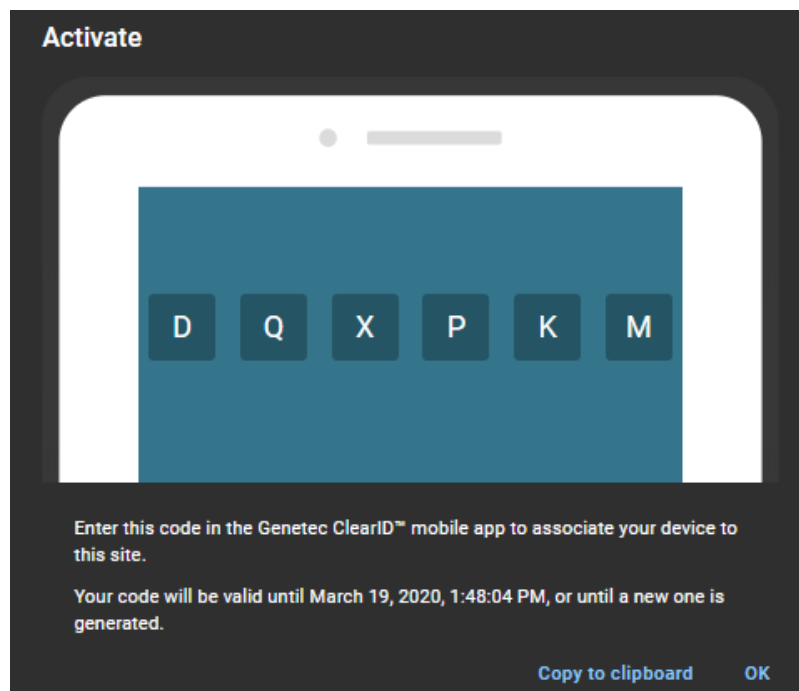 Activate
D Q X P K M
Enter this code in the Genetec ClearID™ mobile app to associate your device to
this site.
Your code will be valid until March 19, 2020, 1:48:04 PM, or until a new one is
generated.
Copy to clipboard OK